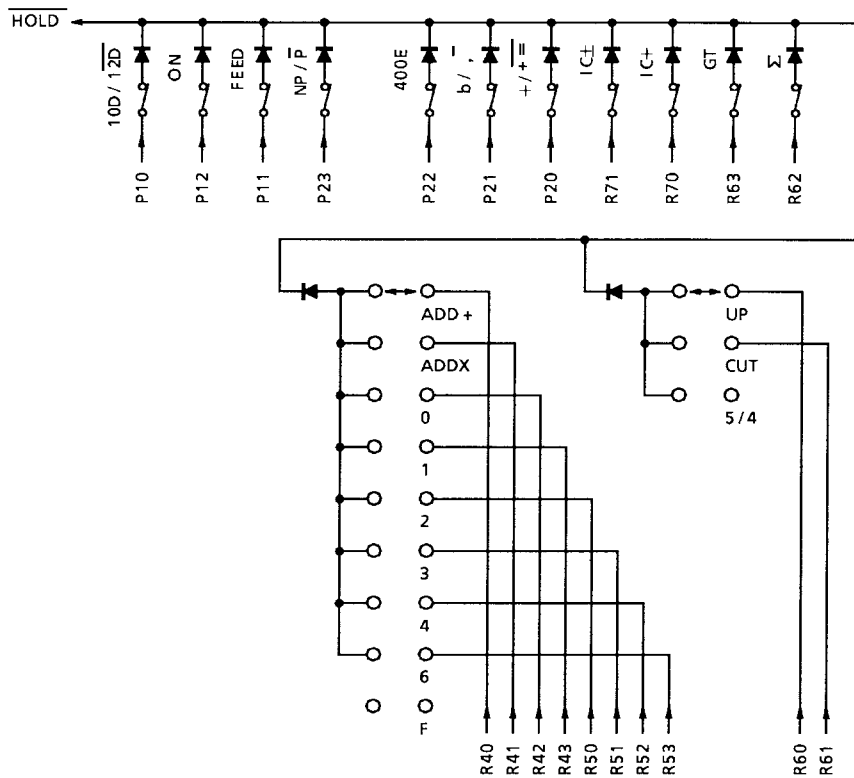 HOLD
10D / 12D
ON
FEED
NP / P
400E
b / , -
+ / + =
IC±
IC+
GT
Σ
P10
P12
P11
P23
P22
P21
P20
R71
R70
R63
R62
ADD +
ADDX
0
1
2
3
4
6
F
UP
CUT
5 / 4
R40
R41
R42
R43
R50
R51
R52
R53
R60
R61